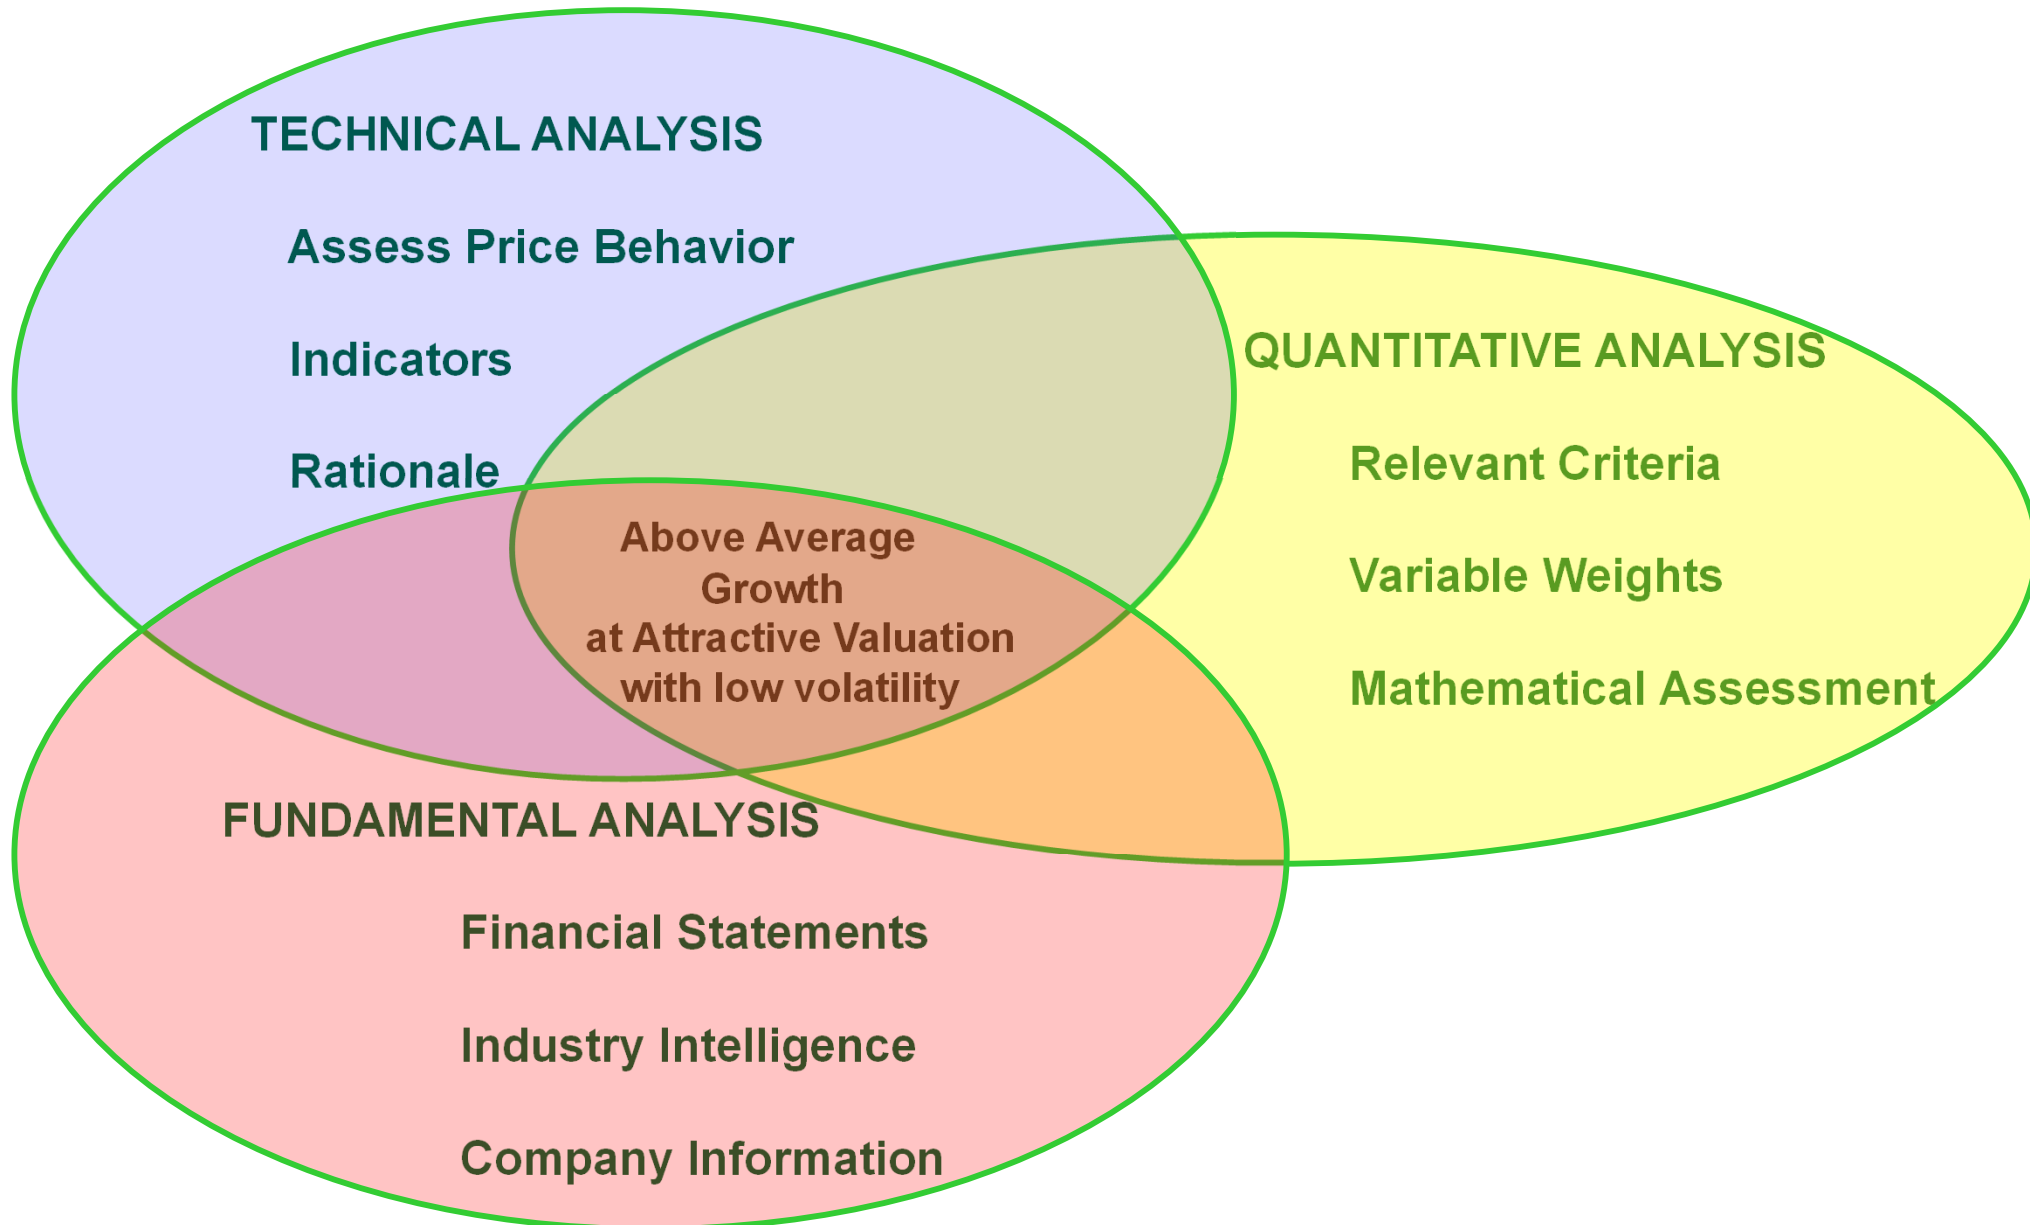 TECHNICAL ANALYSIS
Assess Price Behavior
Indicators
Rationale
QUANTITATIVE ANALYSIS
Relevant Criteria
Variable Weights
Mathematical Assessment
Above Average
Growth
at Attractive Valuation
with low volatility
FUNDAMENTAL ANALYSIS
Financial Statements
Industry Intelligence
Company Information